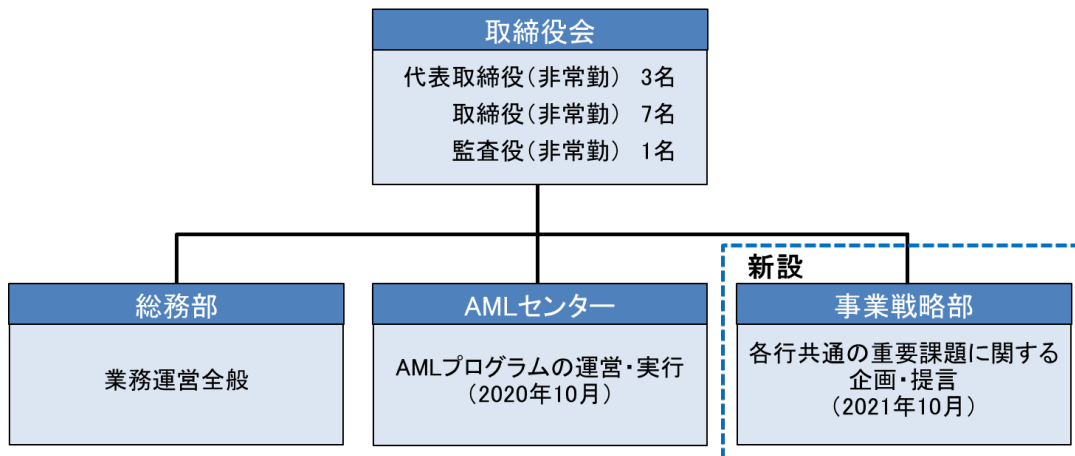 取締役会
代表取締役(非常勤) 3名
取締役(非常勤) 7名
監査役(非常勤) 1名
新設
総務部
業務運営全般
AMLセンター
AMLプログラムの運営・実行
(2020年10月)
事業戦略部
各行共通の重要課題に関する
企画・提言
(2021年10月)